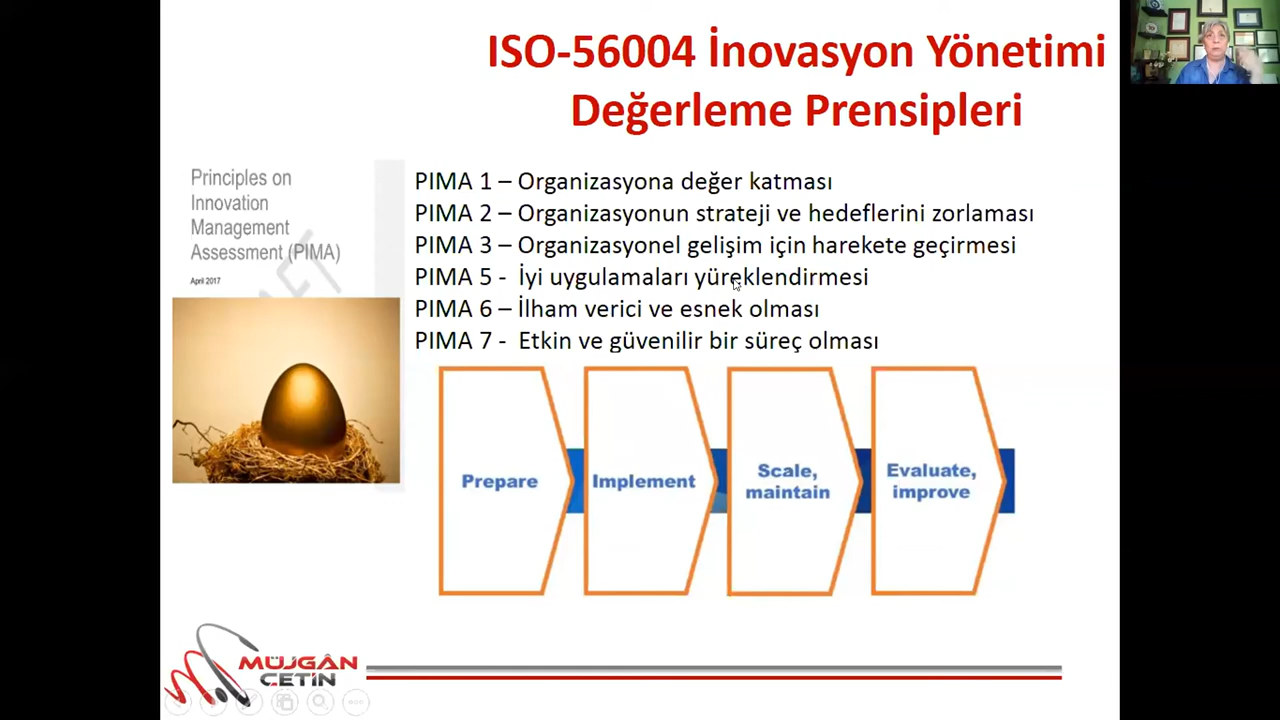 ISO-56004 İnovasyon Yönetimi
Değerleme Prensipleri
Principles on
Innovation
Management
Assessment (PIMA)
April 2017
PIMA 1 – Organizasyona değer katması
PIMA 2 – Organizasyonun strateji ve hedeflerini zorlaması
PIMA 3 – Organizasyonel gelişim için harekete geçirmesi
PIMA 5 - İyi uygulamaları yüreklendirmesi
PIMA 6 – İlham verici ve esnek olması
PIMA 7 - Etkin ve güvenilir bir süreç olması
Prepare
Implement
Scale,
maintain
Evaluate,
improve
MÜJGÂN
ÇETİN